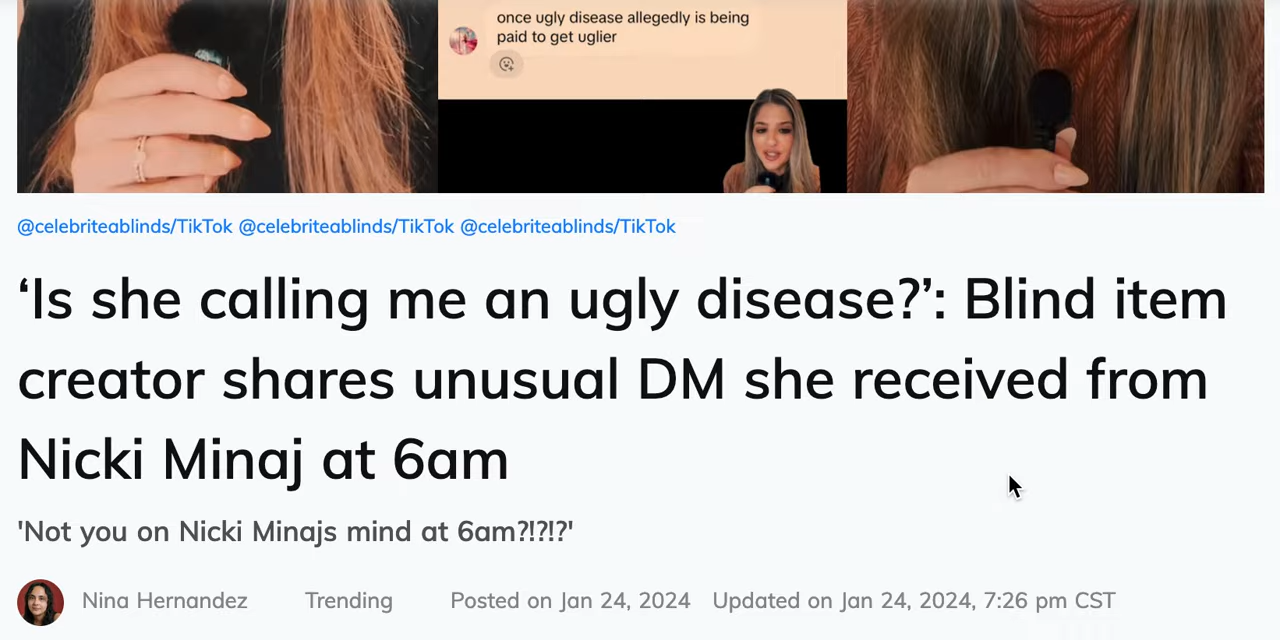 once ugly disease allegedly is being
paid to get uglier
@celebriteablinds/TikTok @celebriteablinds/TikTok @celebriteablinds/TikTok
‘Is she calling me an ugly disease?’: Blind item
creator shares unusual DM she received from
Nicki Minaj at 6am
'Not you on Nicki Minajs mind at 6am?!?!?'
Nina Hernandez Trending Posted on Jan 24, 2024 Updated on Jan 24, 2024, 7:26 pm CST